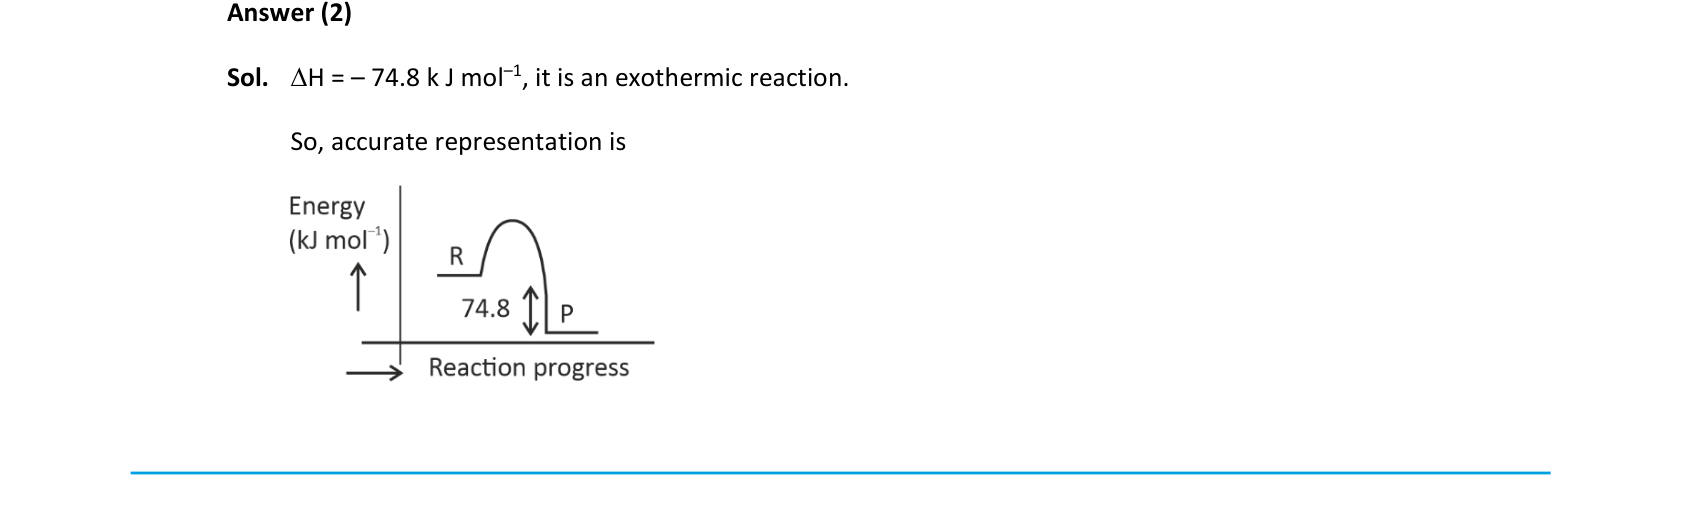 Answer (2)
Sol. ΔH = – 74.8 k J mol⁻¹, it is an exothermic reaction.
So, accurate representation is
Energy
(kJ mol⁻¹)
R
74.8
P
Reaction progress